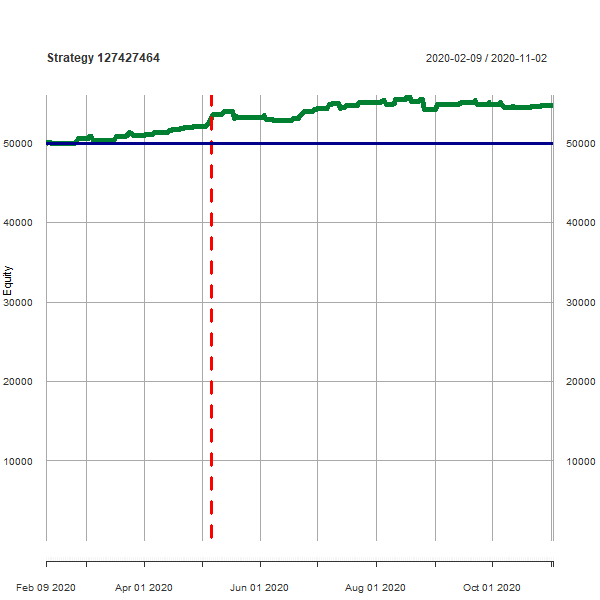 Strategy 127427464
2020-02-09 / 2020-11-02
50000
50000
40000
40000
Equity
30000
30000
20000
20000
10000
10000
Feb 09 2020
Apr 01 2020
Jun 01 2020
Aug 01 2020
Oct 01 2020